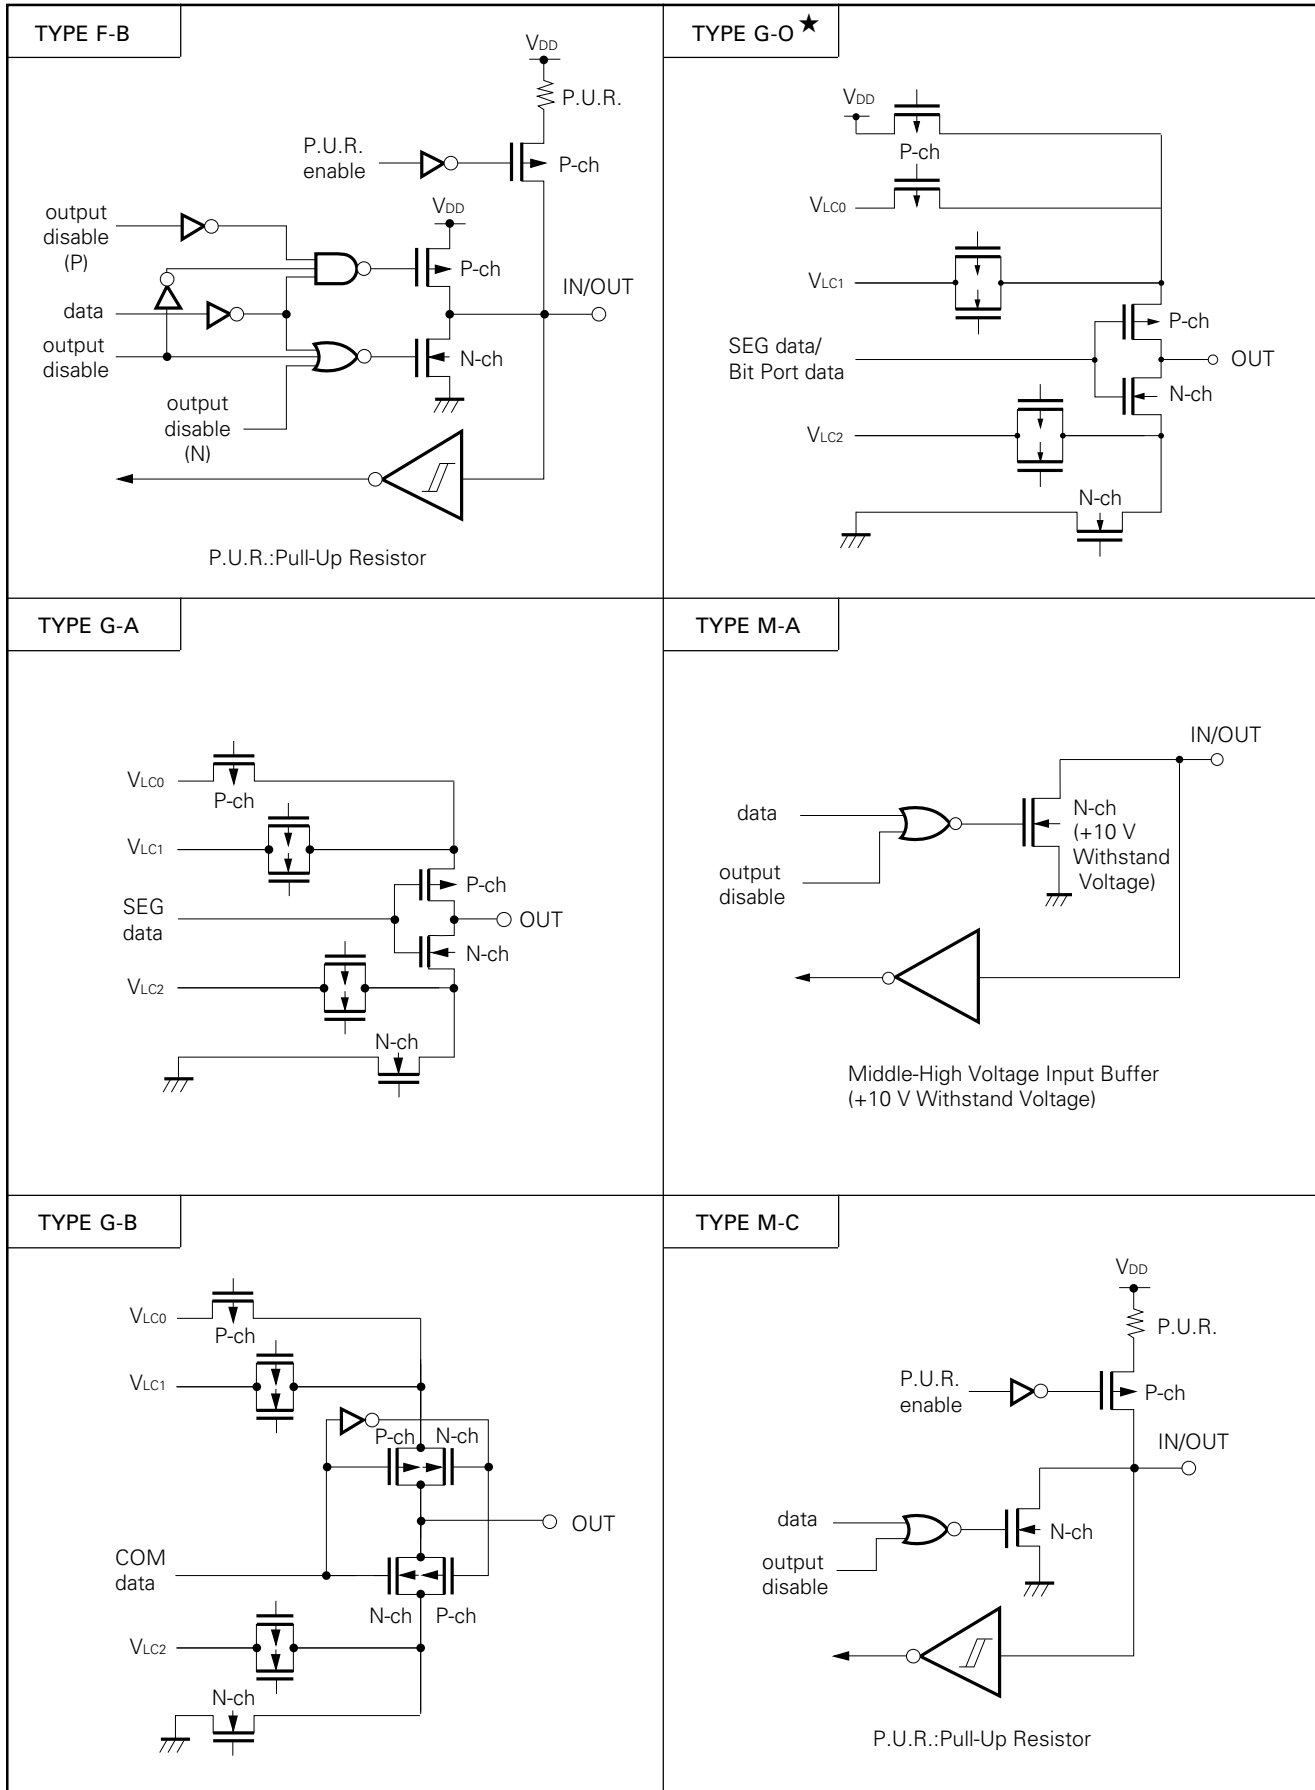 TYPE F-B
VDD
P.U.R.
P.U.R.
enable
P-ch
output
disable
(P)
VDD
P-ch
IN/OUT
data
output
disable
N-ch
output
disable
(N)
P.U.R.:Pull-Up Resistor
TYPE G-O ★
VDD
P-ch
VLC0
VLC1
P-ch
SEG data/
Bit Port data
OUT
N-ch
VLC2
N-ch
TYPE G-A
VLC0
P-ch
VLC1
P-ch
SEG
data
OUT
N-ch
VLC2
N-ch
TYPE M-A
IN/OUT
data
N-ch
(+10 V
Withstand
Voltage)
output
disable
Middle-High Voltage Input Buffer
(+10 V Withstand Voltage)
TYPE G-B
VLC0
P-ch
VLC1
P-ch N-ch
OUT
COM
data
N-ch P-ch
VLC2
N-ch
TYPE M-C
VDD
P.U.R.
P.U.R.
enable
P-ch
IN/OUT
data
N-ch
output
disable
P.U.R.:Pull-Up Resistor